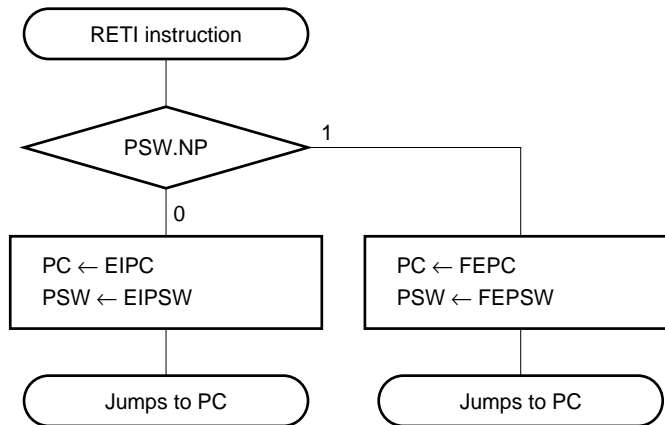 RETI instruction
PSW.NP
1
0
PC ← EIPC
PSW ← EIPSW
PC ← FEPC
PSW ← FEPSW
Jumps to PC
Jumps to PC